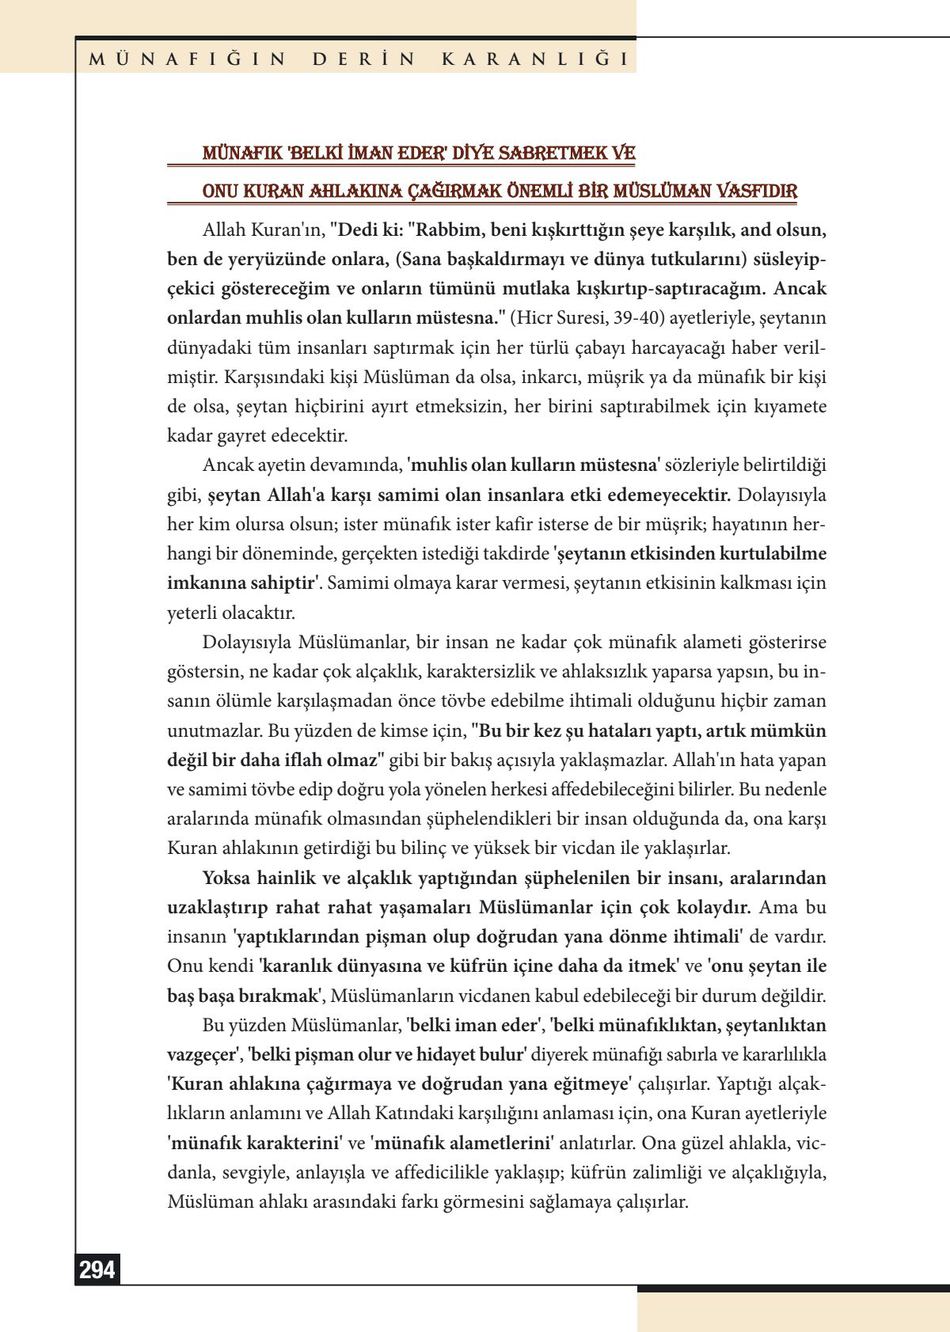 MÜNAFIĞIN DERİN KARANLIĞI
MÜNAFIK 'BELKİ İMAN EDER' DİYE SABRETMEK VE
ONU KURAN AHLAKINA ÇAĞIRMAK ÖNEMLİ BİR MÜSLÜMAN VASFIDIR
Allah Kuran'ın, "Dedi ki: "Rabbim, beni kışkırttığın şeye karşılık, and olsun,
ben de yeryüzünde onlara, (Sana başkaldırmayı ve dünya tutkularını) süsleyip-
çekici göstereceğim ve onların tümünü mutlaka kışkırtıp-saptıracağım. Ancak
onlardan muhlis olan kulların müstesna." (Hicr Suresi, 39-40) ayetleriyle, şeytanın
dünyadaki tüm insanları saptırmak için her türlü çabayı harcayacağı haber veril-
miştir. Karşısındaki kişi Müslüman da olsa, inkarcı, müşrik ya da münafık bir kişi
de olsa, şeytan hiçbirini ayırt etmeksizin, her birini saptırabilmek için kıyamete
kadar gayret edecektir.
Ancak ayetin devamında, 'muhlis olan kulların müstesna' sözleriyle belirtildiği
gibi, şeytan Allah'a karşı samimi olan insanlara etki edemeyecektir. Dolayısıyla
her kim olursa olsun; ister münafık ister kafir isterse de bir müşrik; hayatının her-
hangi bir döneminde, gerçekten istediği takdirde 'şeytanın etkisinden kurtulabilme
imkanına sahiptir'. Samimi olmaya karar vermesi, şeytanın etkisinin kalkması için
yeterli olacaktır.
Dolayısıyla Müslümanlar, bir insan ne kadar çok münafık alameti gösterirse
göstersin, ne kadar çok alçaklık, karaktersizlik ve ahlaksızlık yaparsa yapsın, bu in-
sanın ölümle karşılaşmadan önce tövbe edebilme ihtimali olduğunu hiçbir zaman
unutmazlar. Bu yüzden de kimse için, "Bu bir kez şu hataları yaptı, artık mümkün
değil bir daha iflah olmaz" gibi bir bakış açısıyla yaklaşmazlar. Allah'ın hata yapan
ve samimi tövbe edip doğru yola yönelen herkesi affedebileceğini bilirler. Bu nedenle
aralarında münafık olmasından şüphelendikleri bir insan olduğunda da, ona karşı
Kuran ahlakının getirdiği bu bilinç ve yüksek bir vicdan ile yaklaşırlar.
Yoksa hainlik ve alçaklık yaptığından şüphelenilen bir insanı, aralarından
uzaklaştırıp rahat rahat yaşamaları Müslümanlar için çok kolaydır. Ama bu
insanın 'yaptıklarından pişman olup doğrudan yana dönme ihtimali' de vardır.
Onu kendi 'karanlık dünyasına ve küfrün içine daha da itmek' ve 'onu şeytan ile
baş başa bırakmak', Müslümanların vicdanen kabul edebileceği bir durum değildir.
Bu yüzden Müslümanlar, 'belki iman eder', 'belki münafıklıktan, şeytanlıktan
vazgeçer', 'belki pişman olur ve hidayet bulur' diyerek münafığı sabırla ve kararlılıkla
'Kuran ahlakına çağırmaya ve doğrudan yana eğitmeye' çalışırlar. Yaptığı alçak-
lıkların anlamını ve Allah Katındaki karşılığını anlaması için, ona Kuran ayetleriyle
'münafık karakterini' ve 'münafık alametlerini' anlatırlar. Ona güzel ahlakla, vic-
danla, sevgiyle, anlayışla ve affedicilikle yaklaşıp; küfrün zalimliği ve alçaklığıyla,
Müslüman ahlakı arasındaki farkı görmesini sağlamaya çalışırlar.
294